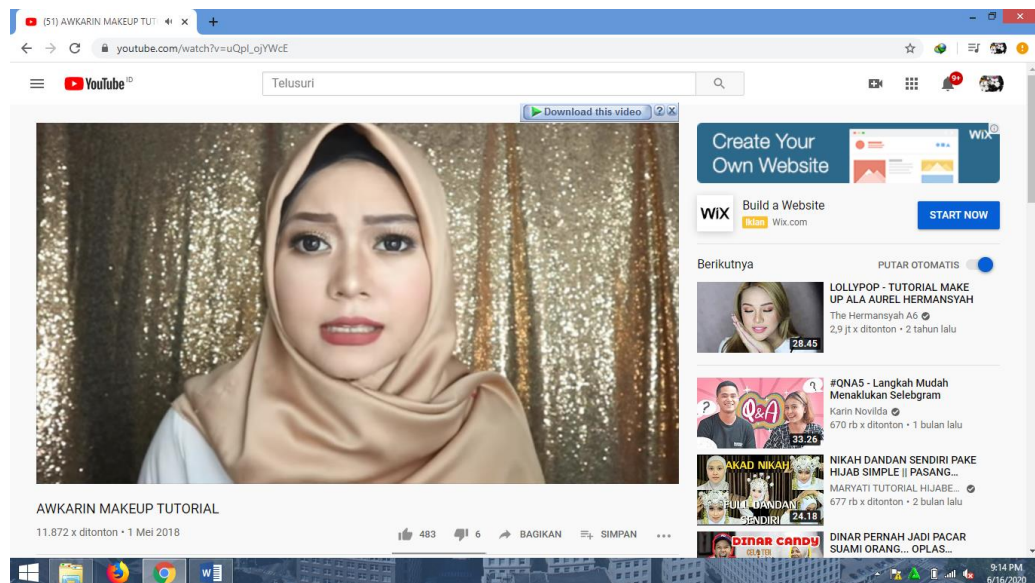 (51) AWKARIN MAKEUP TUT
youtube.com/watch?v=uQpI_ojYWcE
YouTube ID
Telusuri
9+
Download this video
Create Your
Own Website
WiX
WiX
Build a Website
Iklan Wix.com
START NOW
Berikutnya
PUTAR OTOMATIS
LOLLYPOP - TUTORIAL MAKE
UP ALA AUREL HERMANSYAH
The Hermansyah A6
2,9 jt x ditonton • 2 tahun lalu
28.45
#QNA5 - Langkah Mudah
Menaklukan Selebgram
Karin Novilda
670 rb x ditonton • 1 bulan lalu
Q&A
33.26
NIKAH DANDAN SENDIRI PAKE
HIJAB SIMPLE || PASANG...
MARYATI TUTORIAL HIJABE...
677 rb x ditonton • 2 bulan lalu
AKAD NIKAH
FULL DANDAN
SENDIRI
24.18
DINAR PERNAH JADI PACAR
SUAMI ORANG... OPLAS...
DINAR CANDY
AWKARIN MAKEUP TUTORIAL
11.872 x ditonton • 1 Mei 2018
483
6
BAGIKAN
SIMPAN
9:14 PM
6/16/2020